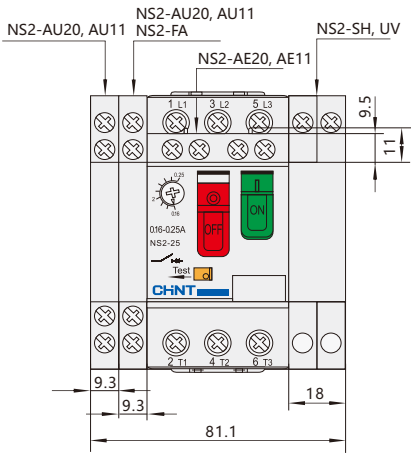 NS2-AU20, AU11
NS2-AU20, AU11
NS2-FA
NS2-SH, UV
NS2-AE20, AE11
1 L1 3 L2 5 L3
9.5
11
0.25
2
0.16
0.16-0.25A
NS2-25
OFF
ON
Test
CHNT
2 T1 4 T2 6 T3
9.3
18
9.3
81.1